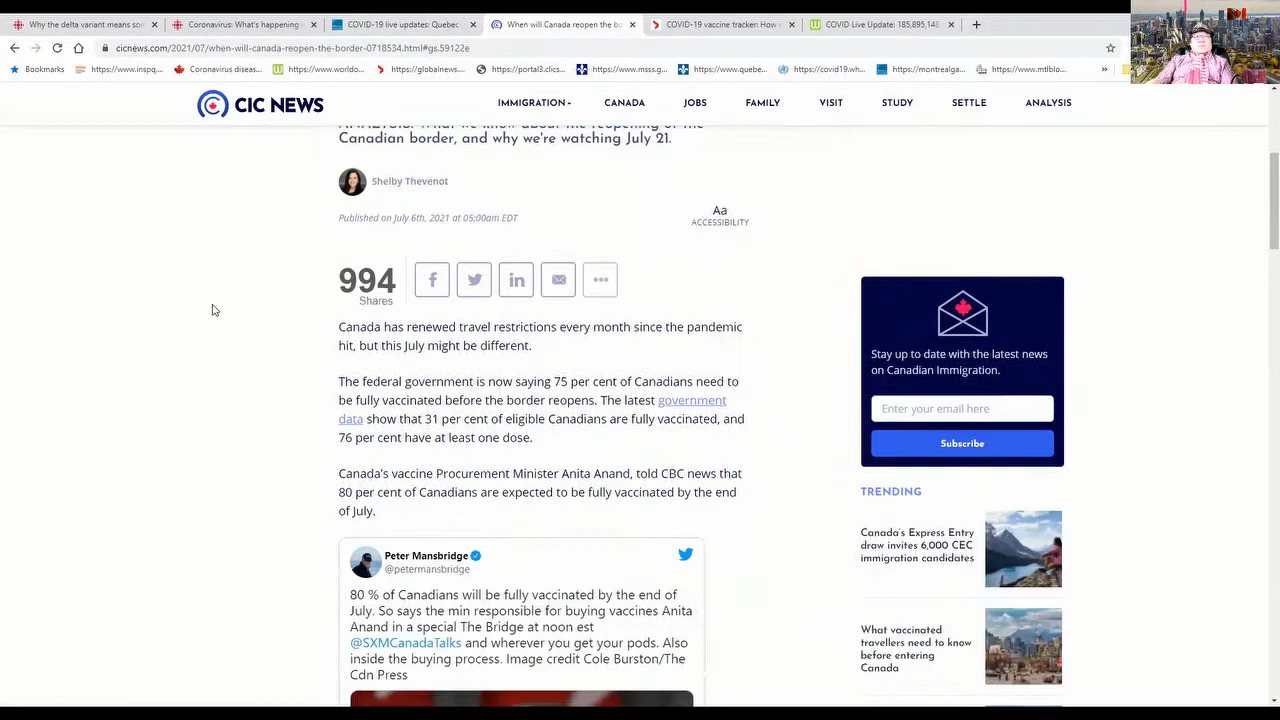 Why the delta variant means som
Coronavirus: What's happening a
COVID-19 live updates: Quebec
When will Canada reopen the bo
COVID-19 vaccine tracker: How m
COVID Live Update: 185,895,148
cicnews.com/2021/07/when-will-canada-reopen-the-border-0718534.html#gs.59122e
Bookmarks
https://www.inspq....
Coronavirus diseas...
https://www.worldo...
https://globalnews....
https://portal3.clics...
https://www.msss.g...
https://www.quebe...
https://covid19.wh...
https://montrealga...
https://www.mtlblo...
CIC NEWS
IMMIGRATION
CANADA
JOBS
FAMILY
VISIT
STUDY
SETTLE
ANALYSIS
ANALYSIS: What we know about the reopening of the
Canadian border, and why we're watching July 21.
Shelby Thevenot
Published on July 6th, 2021 at 05:00am EDT
Aa
ACCESSIBILITY
994
Shares
Canada has renewed travel restrictions every month since the pandemic
hit, but this July might be different.
The federal government is now saying 75 per cent of Canadians need to
be fully vaccinated before the border reopens. The latest government
data show that 31 per cent of eligible Canadians are fully vaccinated, and
76 per cent have at least one dose.
Canada's vaccine Procurement Minister Anita Anand, told CBC news that
80 per cent of Canadians are expected to be fully vaccinated by the end
of July.
Peter Mansbridge
@petermansbridge
80 % of Canadians will be fully vaccinated by the end of
July. So says the min responsible for buying vaccines Anita
Anand in a special The Bridge at noon est
@SXMCanadaTalks and wherever you get your pods. Also
inside the buying process. Image credit Cole Burston/The
Cdn Press
Stay up to date with the latest news
on Canadian Immigration.
Enter your email here
Subscribe
TRENDING
Canada's Express Entry
draw invites 6,000 CEC
immigration candidates
What vaccinated
travellers need to know
before entering
Canada